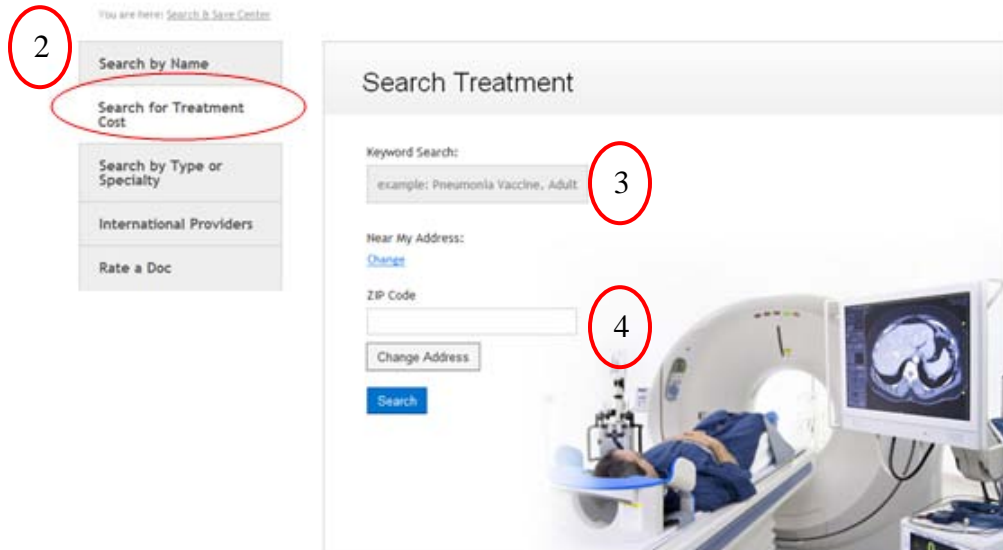 You are here: Search & Save Center
2
Search by Name
Search for Treatment
Cost
Search by Type or
Specialty
International Providers
Rate a Doc
Search Treatment
Keyword Search:
example: Pneumonia Vaccine, Adult
3
Near My Address:
Change
ZIP Code
4
Change Address
Search